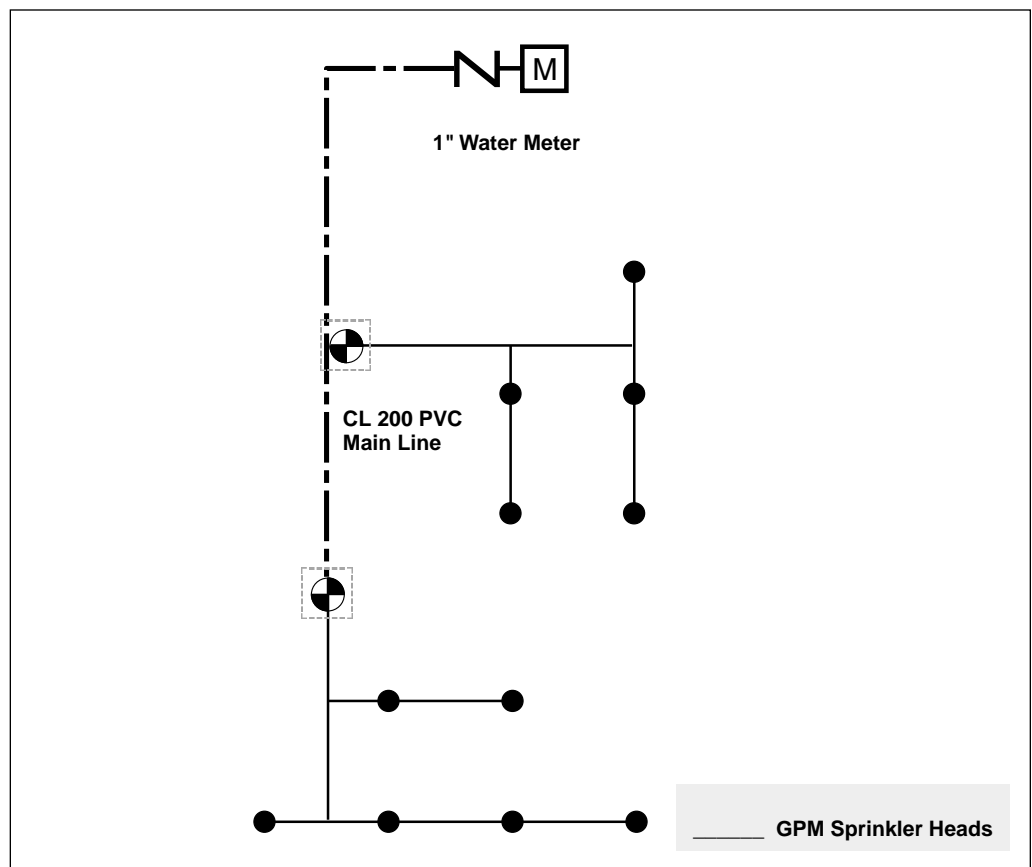 M
1" Water Meter
CL 200 PVC
Main Line
______ GPM Sprinkler Heads